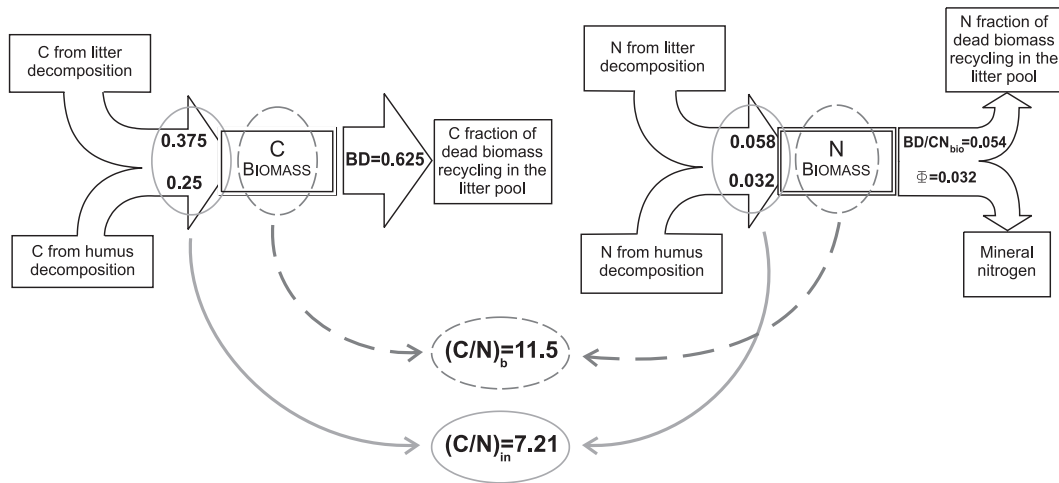 C from litter
decomposition
0.375
0.25
C
BIOMASS
BD=0.625
C fraction of
dead biomass
recycling in the
litter pool
C from humus
decomposition
N from litter
decomposition
0.058
0.032
N
BIOMASS
N fraction of
dead biomass
recycling in the
litter pool
BD/CNbio=0.054
Φ=0.032
N from humus
decomposition
Mineral
nitrogen
(C/N)b=11.5
(C/N)in=7.21